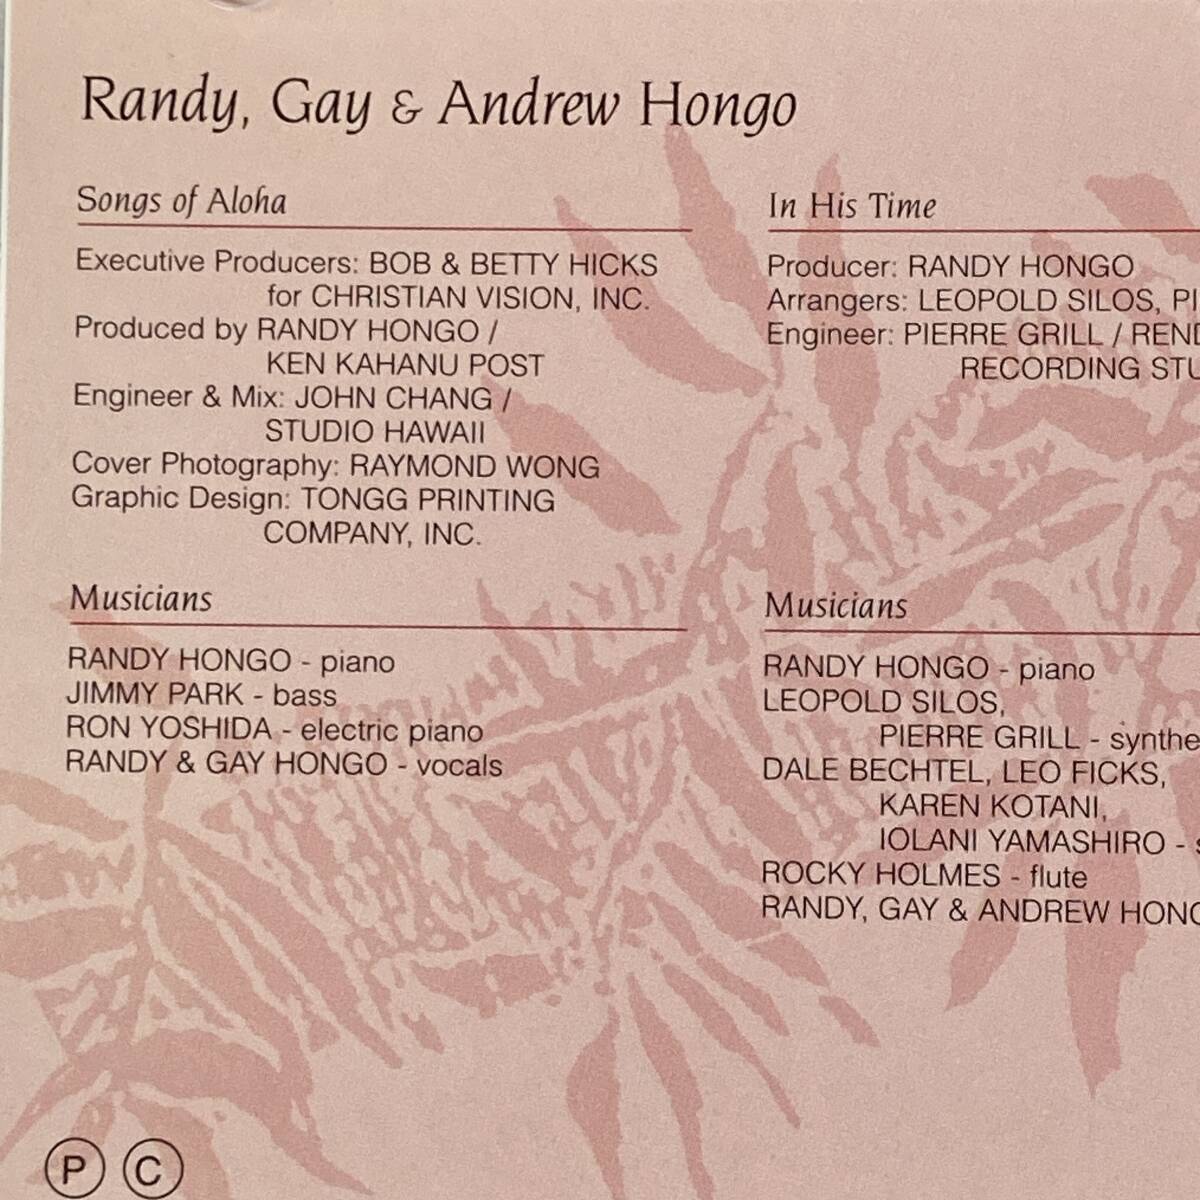 Randy, Gay & Andrew Hongo
Songs of Aloha
Executive Producers: BOB & BETTY HICKS
for CHRISTIAN VISION, INC.
Produced by RANDY HONGO /
KEN KAHANU POST
Engineer & Mix: JOHN CHANG /
STUDIO HAWAII
Cover Photography: RAYMOND WONG
Graphic Design: TONGG PRINTING
COMPANY, INC.
Musicians
RANDY HONGO - piano
JIMMY PARK - bass
RON YOSHIDA - electric piano
RANDY & GAY HONGO - vocals
In His Time
Producer: RANDY HONGO
Arrangers: LEOPOLD SILOS,
Engineer: PIERRE GRILL /
RECORDING
Musicians
RANDY HONGO - piano
LEOPOLD SILOS,
PIERRE GRILL -
DALE BECHTEL, LEO FICKS,
KAREN KOTANI,
IOLANI YAMASHIRO -
ROCKY HOLMES - flute
RANDY, GAY & ANDREW
Ⓟ Ⓒ